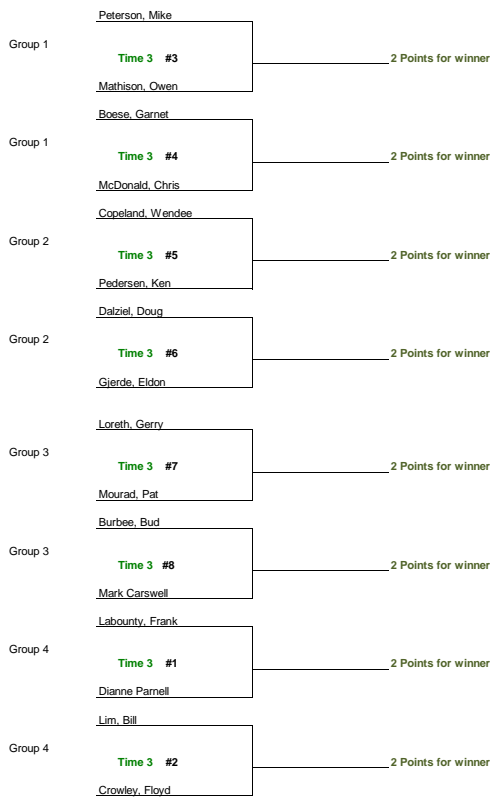 Peterson, Mike
Group 1
Time 3 #3 2 Points for winner
Mathison, Owen
Boese, Garnet
Group 1
Time 3 #4 2 Points for winner
McDonald, Chris
Copeland, Wendee
Group 2
Time 3 #5 2 Points for winner
Pedersen, Ken
Dalziel, Doug
Group 2
Time 3 #6 2 Points for winner
Gjerde, Eldon
Loreth, Gerry
Group 3
Time 3 #7 2 Points for winner
Mourad, Pat
Burbee, Bud
Group 3
Time 3 #8 2 Points for winner
Mark Carswell
Labounty, Frank
Group 4
Time 3 #1 2 Points for winner
Dianne Parnell
Lim, Bill
Group 4
Time 3 #2 2 Points for winner
Crowley, Floyd